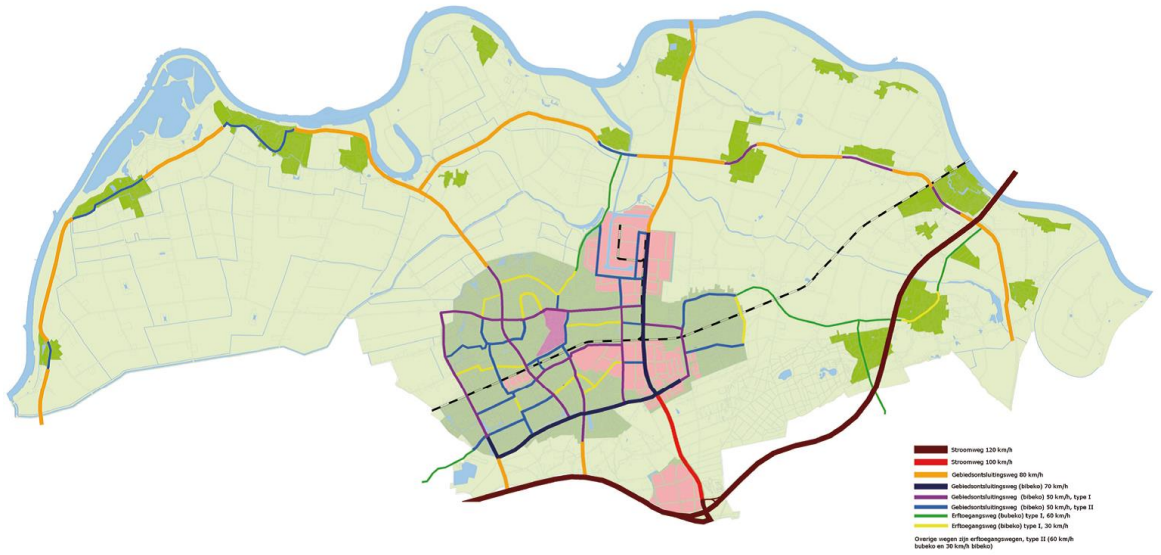 Stroomweg 120 km/h
Stroomweg 100 km/h
Gebiedsontsluitingsweg 80 km/h
Gebiedsontsluitingsweg (bibeko) 70 km/h
Gebiedsontsluitingsweg (bibeko) 50 km/h, type I
Gebiedsontsluitingsweg (bibeko) 50 km/h, type II
Erftoegangsweg (bubeko) type I, 60 km/h
Erftoegangsweg (bibeko) type I, 30 km/h
Overige wegen zijn erftoegangswegen, type II (60 km/h
bubeko en 30 km/h bibeko)